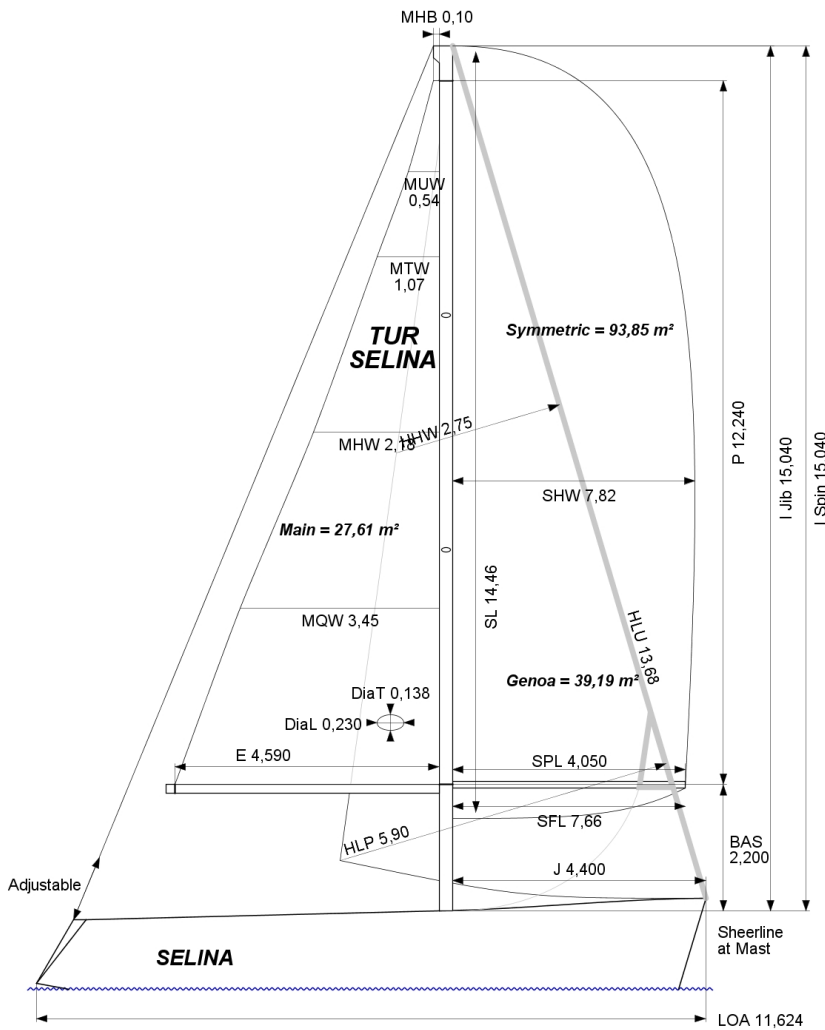 MHB 0,10
MUW
0,54
MTW
1,07
TUR
SELINA
Symmetric = 93,85 m²
HHW 2,75
MHW 2,18
P 12,240
I Jib 15,040
I Spin 15,040
SHW 7,82
Main = 27,61 m²
SL 14,46
MQW 3,45
HLU 13,68
Genoa = 39,19 m²
DiaT 0,138
DiaL 0,230
E 4,590
SPL 4,050
SFL 7,66
HLP 5,90
BAS
2,200
J 4,400
Adjustable
Sheerline
at Mast
SELINA
LOA 11,624